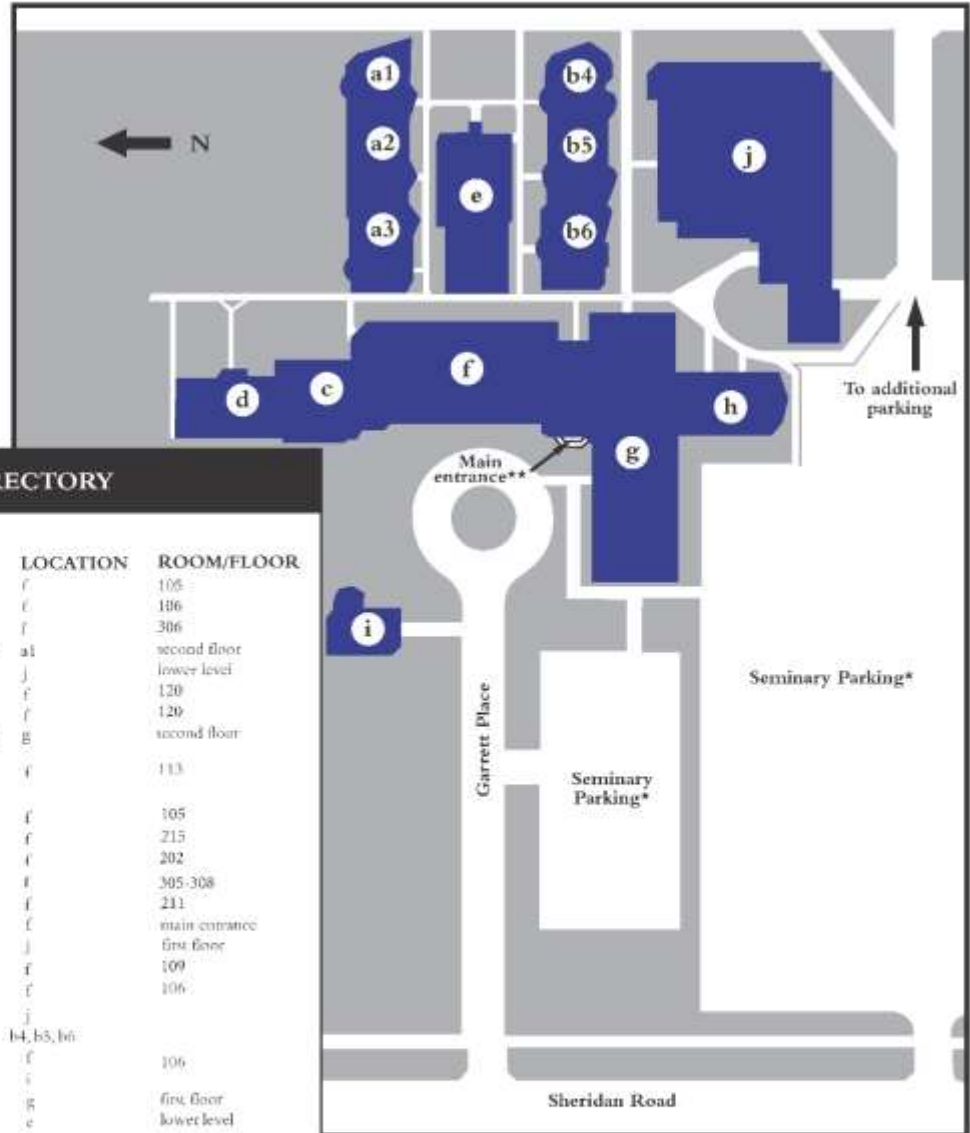 a1
b4
N
a2
b5
j
e
a3
b6
f
d
c
h
To additional
parking
g
Main
entrance**
RECTORY
LOCATION ROOM/FLOOR
f 105
f 106
f 306
a1 second floor
j lower level
f 120
f 120
g second floor
f 113
f 105
f 215
f 202
f 305-308
f 211
f main entrance
j first floor
f 109
f 106
j
b4, b5, b6
f 106
i
g first floor
e lower level
i
Garrett Place
Seminary
Parking*
Seminary Parking*
Sheridan Road